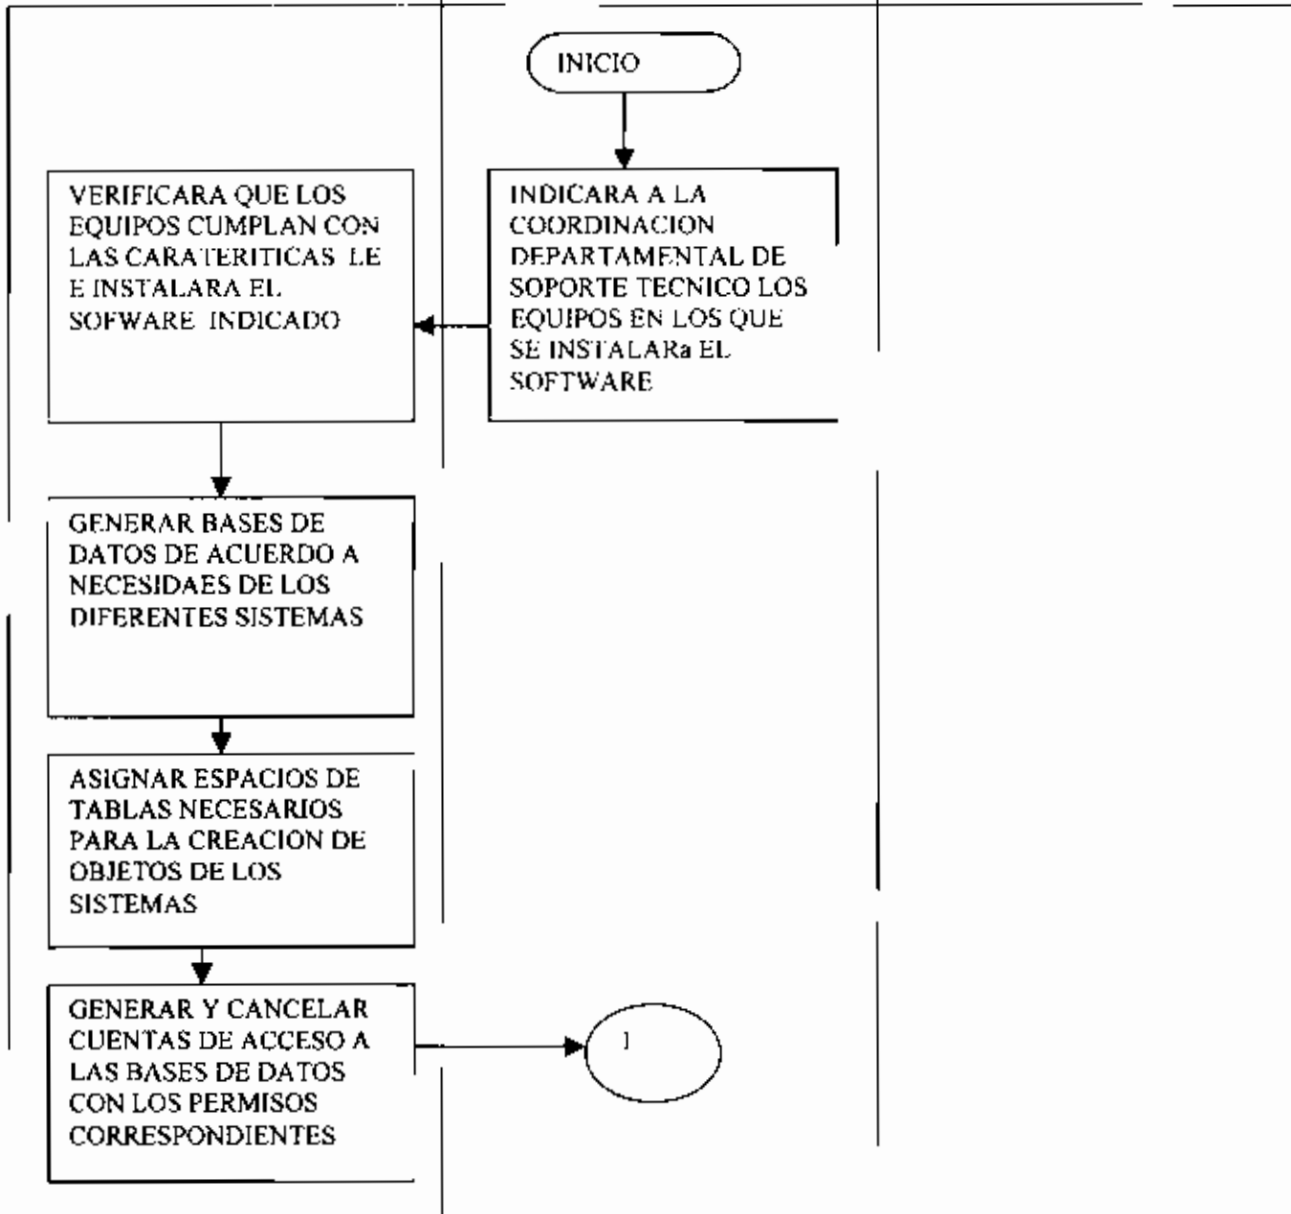 INICIO
INDICARA A LA
COORDINACION
DEPARTAMENTAL DE
SOPORTE TECNICO LOS
EQUIPOS EN LOS QUE
SE INSTALARa EL
SOFTWARE
VERIFICARA QUE LOS
EQUIPOS CUMPLAN CON
LAS CARATERITICAS LE
E INSTALARA EL
SOFWARE INDICADO
GENERAR BASES DE
DATOS DE ACUERDO A
NECESIDAES DE LOS
DIFERENTES SISTEMAS
ASIGNAR ESPACIOS DE
TABLAS NECESARIOS
PARA LA CREACION DE
OBJETOS DE LOS
SISTEMAS
GENERAR Y CANCELAR
CUENTAS DE ACCESO A
LAS BASES DE DATOS
CON LOS PERMISOS
CORRESPONDIENTES
1